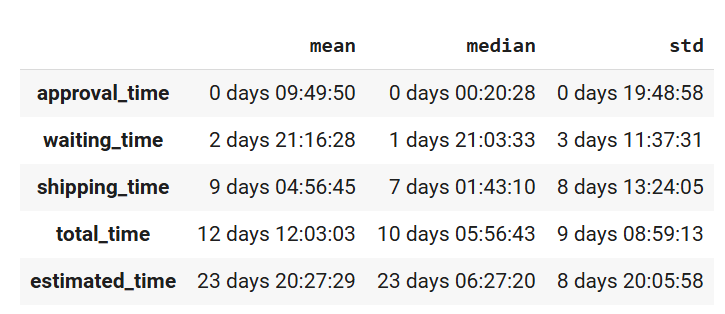 mean median std
approval_time 0 days 09:49:50 0 days 00:20:28 0 days 19:48:58
waiting_time 2 days 21:16:28 1 days 21:03:33 3 days 11:37:31
shipping_time 9 days 04:56:45 7 days 01:43:10 8 days 13:24:05
total_time 12 days 12:03:03 10 days 05:56:43 9 days 08:59:13
estimated_time 23 days 20:27:29 23 days 06:27:20 8 days 20:05:58